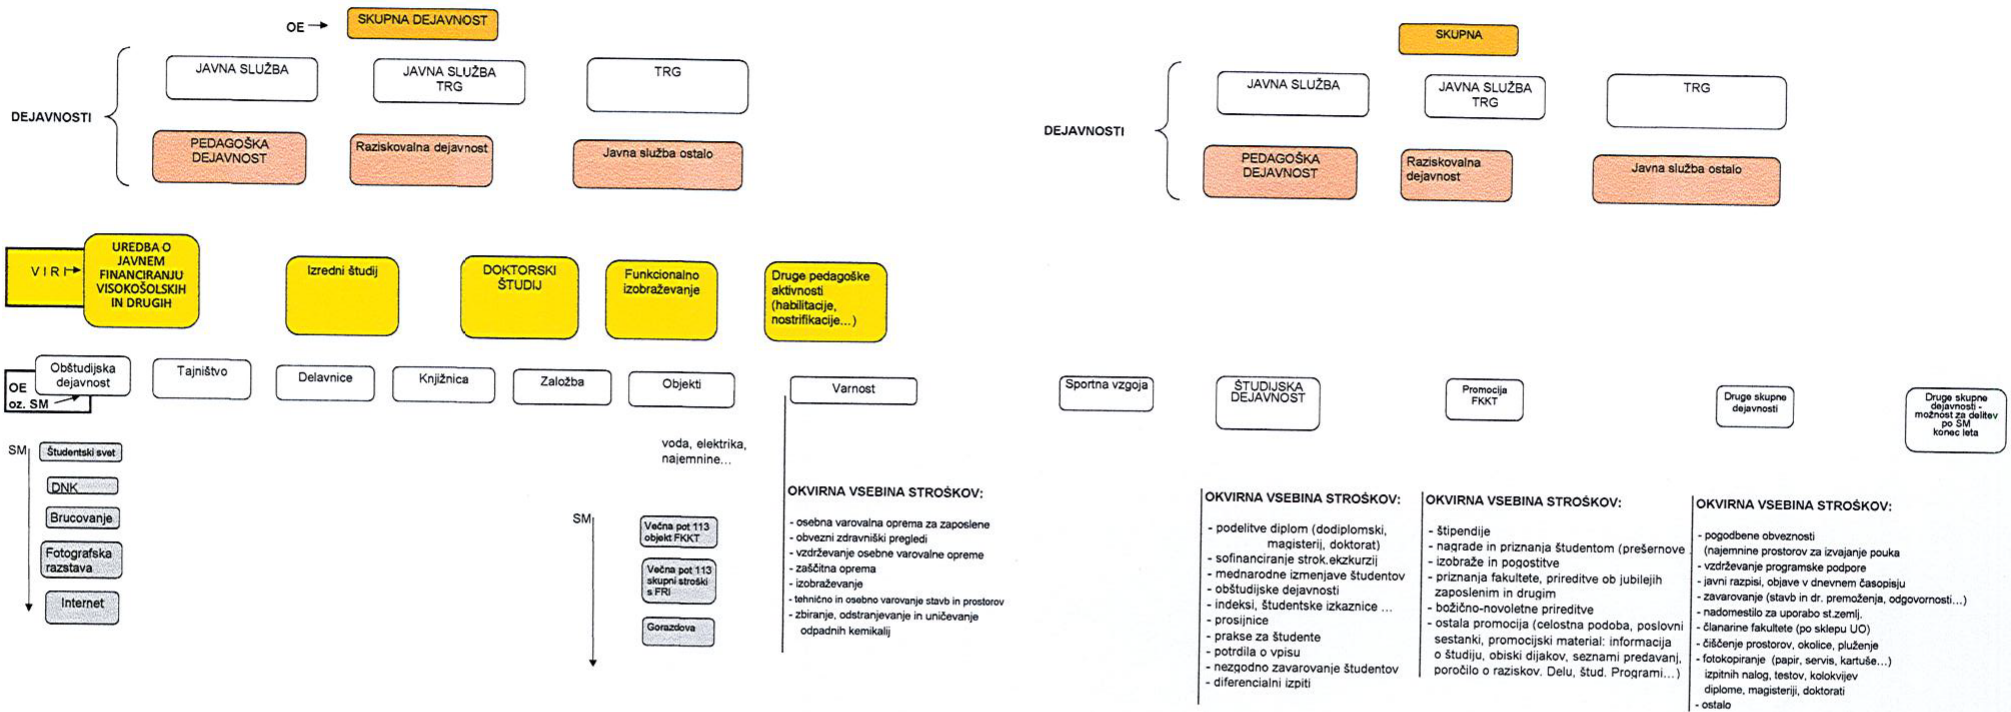 OE
SKUPNA DEJAVNOST
DEJAVNOSTI
JAVNA SLUŽBA
JAVNA SLUŽBA
TRG
TRG
PEDAGOŠKA
DEJAVNOST
Raziskovalna dejavnost
Javna služba ostalo
SKUPNA
DEJAVNOSTI
JAVNA SLUŽBA
JAVNA SLUŽBA
TRG
TRG
PEDAGOŠKA
DEJAVNOST
Raziskovalna
dejavnost
Javna služba ostalo
V I R I
UREDBA O
JAVNEM
FINANCIRANJU
VISOKOŠOLSKIH
IN DRUGIH
Izredni študij
DOKTORSKI
ŠTUDIJ
Funkcionalno
izobraževanje
Druge pedagoške
aktivnosti
(habilitacije,
nostrifikacije...)
OE
oz. SM
Obštudijska
dejavnost
Tajništvo
Delavnice
Knjižnica
Založba
Objekti
Varnost
Sportna vzgoja
ŠTUDIJSKA
DEJAVNOST
Promocija
FKKT
Druge skupne
dejavnosti
Druge skupne
dejavnosti -
možnost za delitev
po SM
konec leta
SM
Študentski svet
DNK
Brucovanje
Fotografska
razstava
Internet
voda, elektrika,
najemnine...
SM
Večna pot 113
objekt FKKT
Večna pot 113
skupni stroški
s FRI
Gorazdova
OKVIRNA VSEBINA STROŠKOV:
- osebna varovalna oprema za zaposlene
- obvezni zdravniški pregledi
- vzdrževanje osebne varovalne opreme
- zaščitna oprema
- izobraževanje
- tehnično in osebno varovanje stavb in prostorov
- zbiranje, odstranjevanje in uničevanje
odpadnih kemikalij
OKVIRNA VSEBINA STROŠKOV:
- podelitve diplom (dodiplomski,
magisterij, doktorat)
- sofinanciranje strok.ekzkurzij
- mednarodne izmenjave študentov
- obštudijske dejavnosti
- indeksi, študentske izkaznice ...
- prosijnice
- prakse za študente
- potrdila o vpisu
- nezgodno zavarovanje študentov
- diferencialni izpiti
OKVIRNA VSEBINA STROŠKOV:
- štipendije
- nagrade in priznanja študentom (prešernove
- izobraže in pogostitve
- priznanja fakultete, prireditve ob jubilejih
zaposlenim in drugim
- božično-novoletne prireditve
- ostala promocija (celostna podoba, poslovni
sestanki, promocijski material: informacija
o študiju, obiski dijakov, seznami predavanj,
poročilo o raziskov. Delu, štud. Programi...)
OKVIRNA VSEBINA STROŠKOV:
- pogodbene obveznosti
(najemnine prostorov za izvajanje pouka
- vzdrževanje programske podpore
- javni razpisi, objave v dnevnem časopisju
- zavarovanje (stavb in dr. premoženja, odgovornosti...)
- nadomestilo za uporabo st.zemlj.
- članarine fakultete (po sklepu UO)
- čiščenje prostorov, okolice, pluženje
- fotokopiranje (papir, servis, kartuše...)
izpitnih nalog, testov, kolokvijev
diplome, magisteriji, doktorati
- ostalo